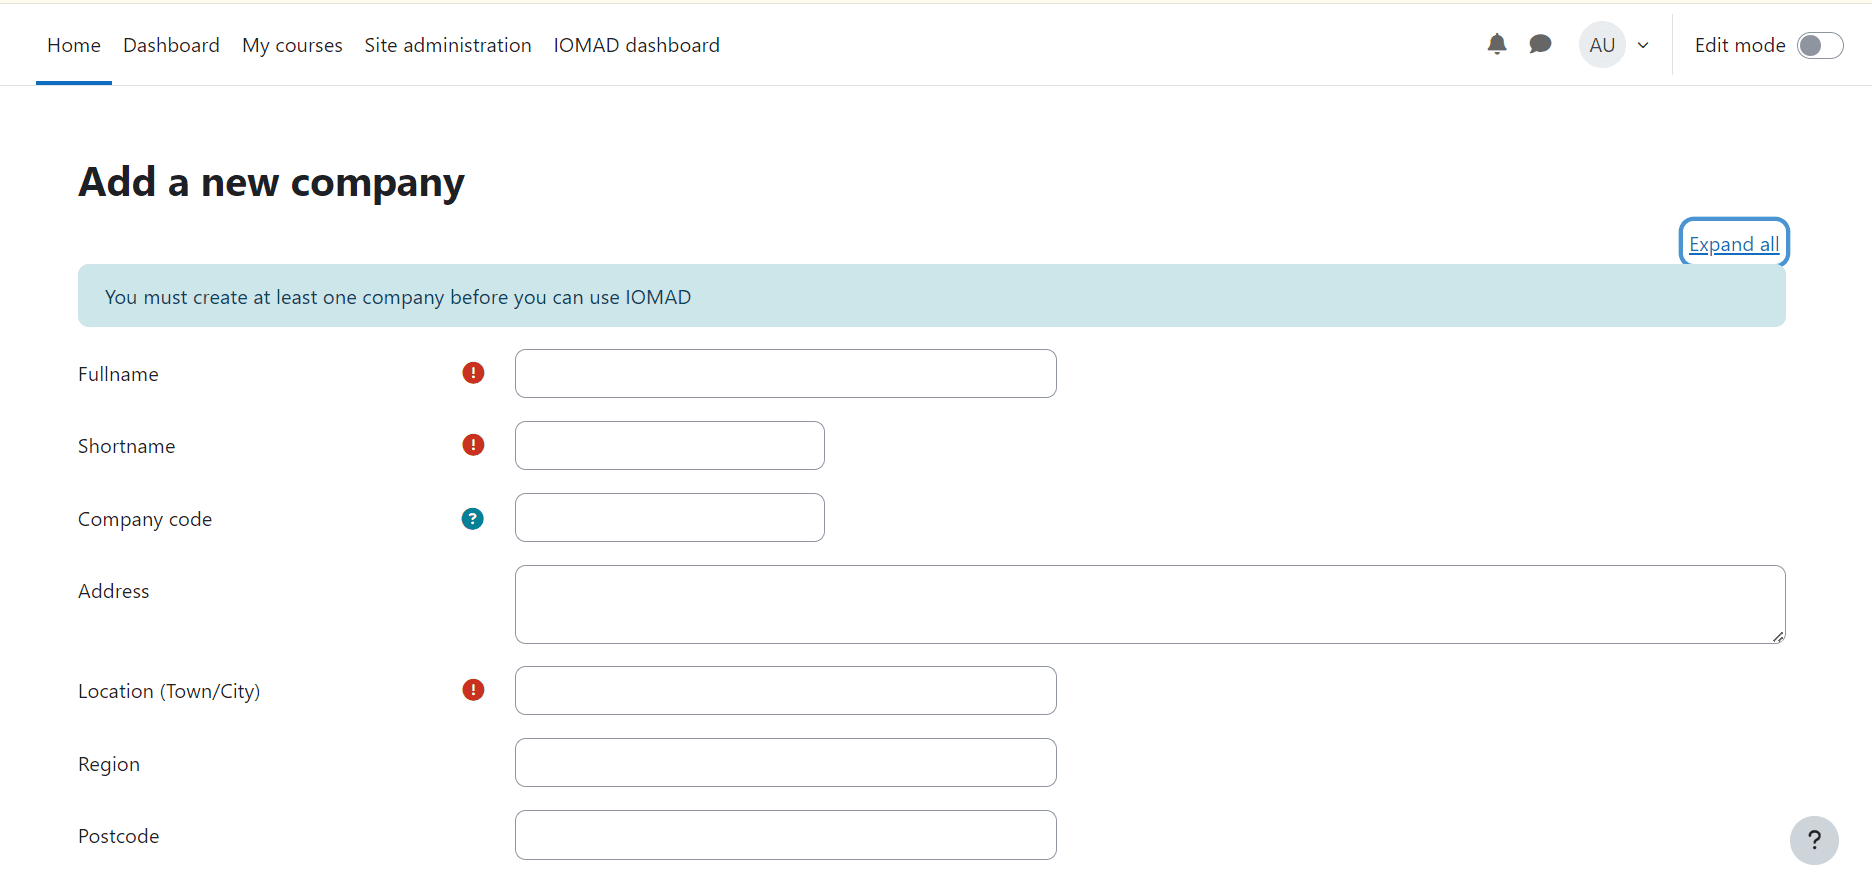 Home Dashboard My courses Site administration IOMAD dashboard AU Edit mode
Add a new company
Expand all
You must create at least one company before you can use IOMAD
Fullname !
Shortname !
Company code ?
Address
Location (Town/City) !
Region
Postcode
?